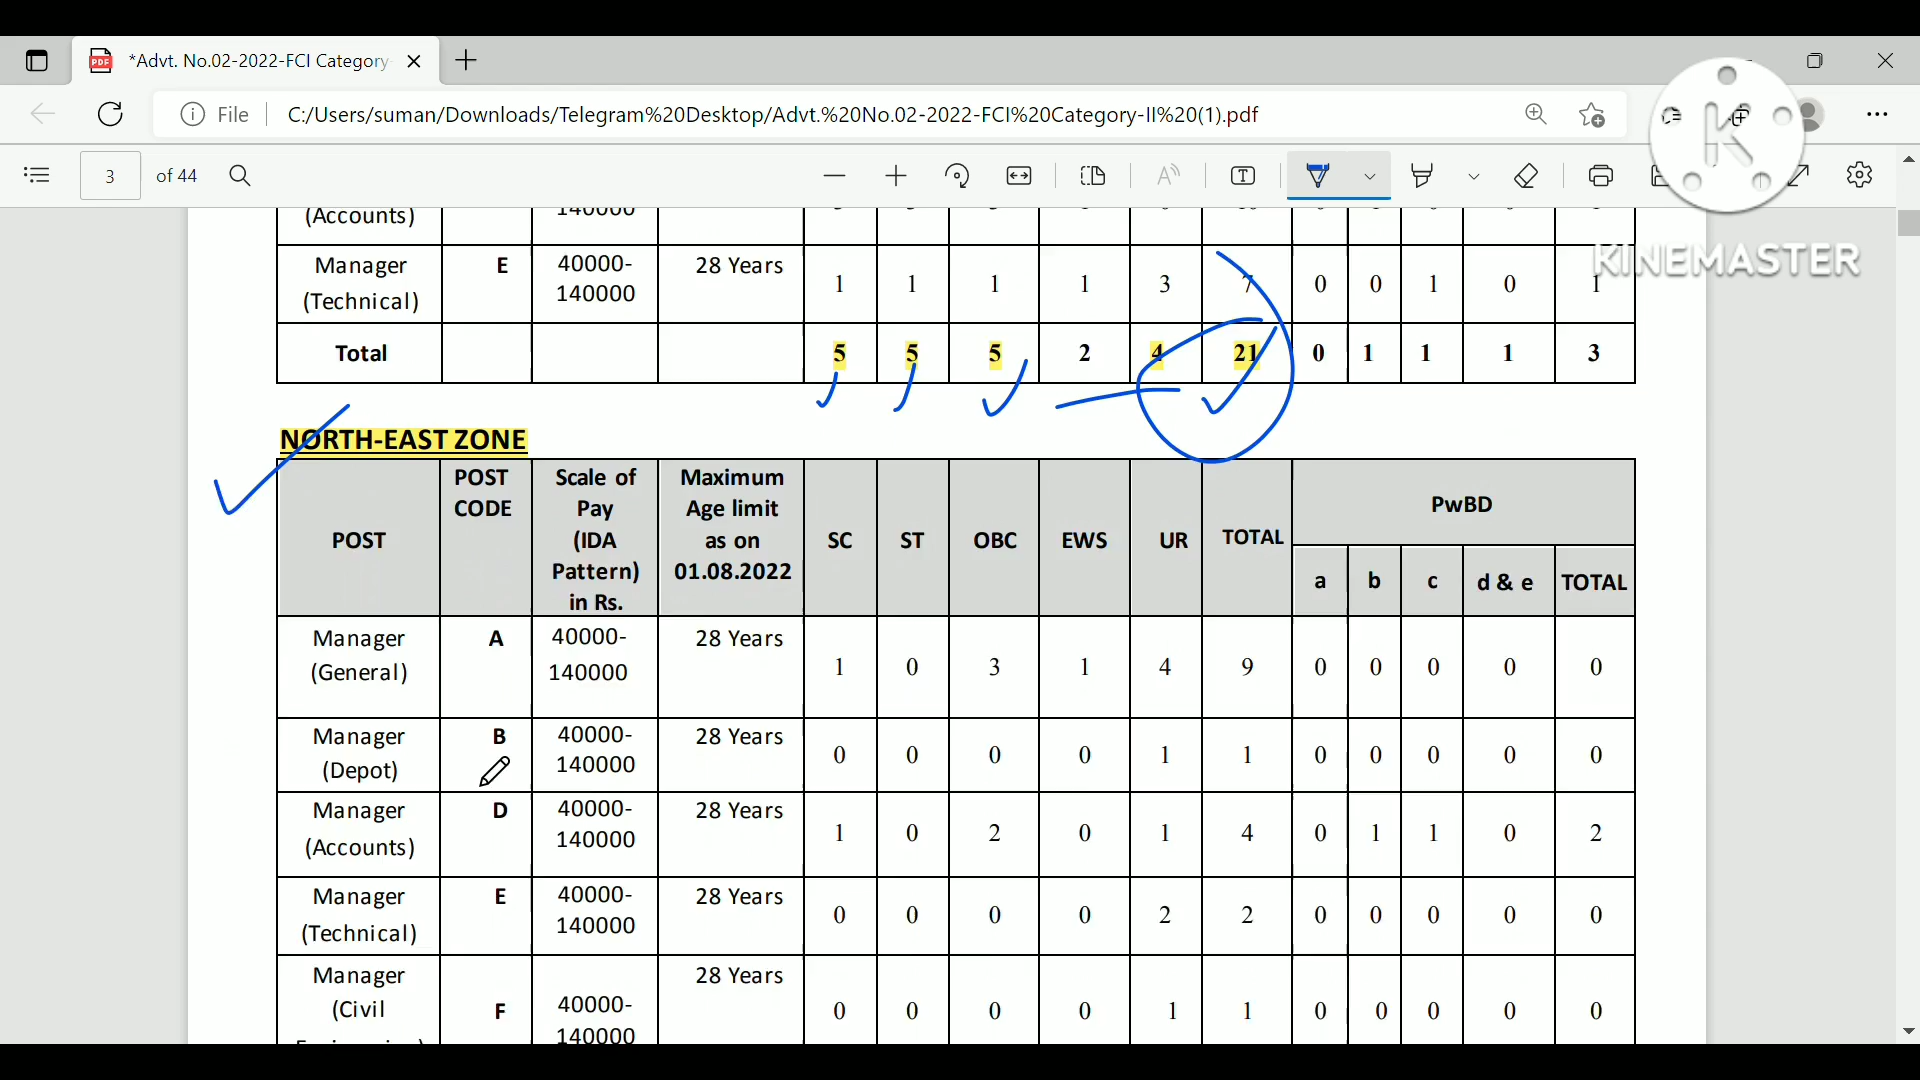 *Advt. No.02-2022-FCI Category
File C:/Users/suman/Downloads/Telegram%20Desktop/Advt.%20No.02-2022-FCI%20Category-II%20(1).pdf
3 of 44
K
KINEMASTER
(Accounts) 140000
Manager (Technical) E 40000-140000 28 Years 1 1 1 1 3 7 0 0 1 0 1
Total 5 5 5 2 4 21 0 1 1 1 3
NORTH-EAST ZONE
POST POST CODE Scale of Pay (IDA Pattern) in Rs. Maximum Age limit as on 01.08.2022 SC ST OBC EWS UR TOTAL PwBD
a b c d & e TOTAL
Manager (General) A 40000-140000 28 Years 1 0 3 1 4 9 0 0 0 0 0
Manager (Depot) B 40000-140000 28 Years 0 0 0 0 1 1 0 0 0 0 0
Manager (Accounts) D 40000-140000 28 Years 1 0 2 0 1 4 0 1 1 0 2
Manager (Technical) E 40000-140000 28 Years 0 0 0 0 2 2 0 0 0 0 0
Manager (Civil F 40000-140000 28 Years 0 0 0 0 1 1 0 0 0 0 0